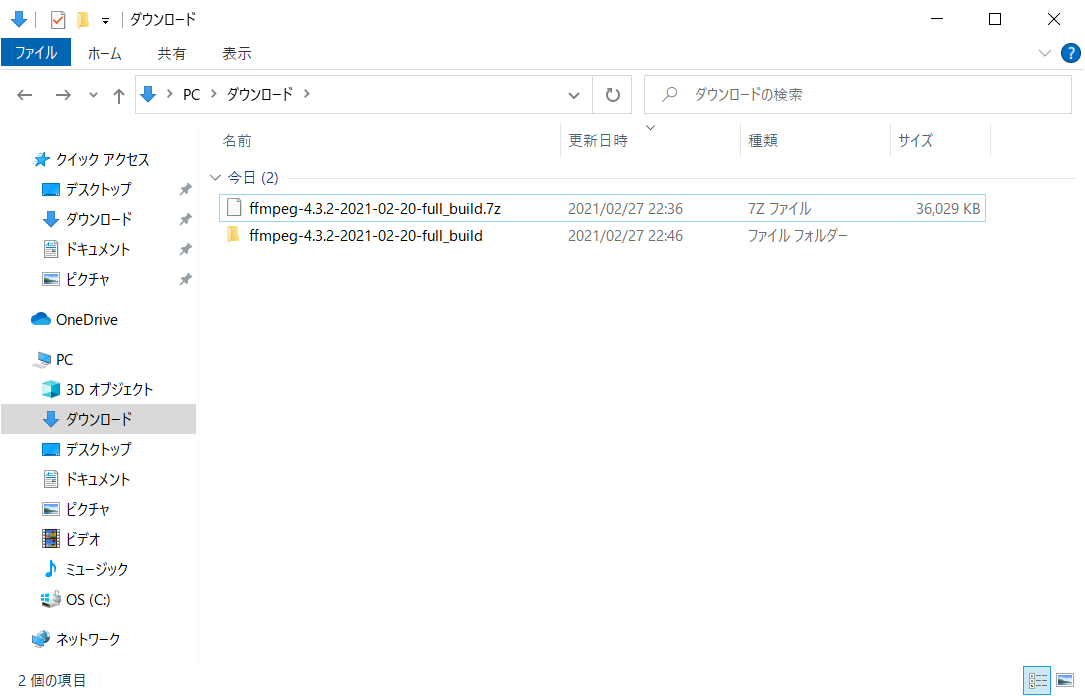 ダウンロード
ファイル ホーム 共有 表示
PC ダウンロード ダウンロードの検索
名前 更新日時 種類 サイズ
今日 (2)
ffmpeg-4.3.2-2021-02-20-full_build.7z 2021/02/27 22:36 7Z ファイル 36,029 KB
ffmpeg-4.3.2-2021-02-20-full_build 2021/02/27 22:46 ファイル フォルダー
クイック アクセス
デスクトップ
ダウンロード
ドキュメント
ピクチャ
OneDrive
PC
3D オブジェクト
ダウンロード
デスクトップ
ドキュメント
ピクチャ
ビデオ
ミュージック
OS (C:)
ネットワーク
2 個の項目